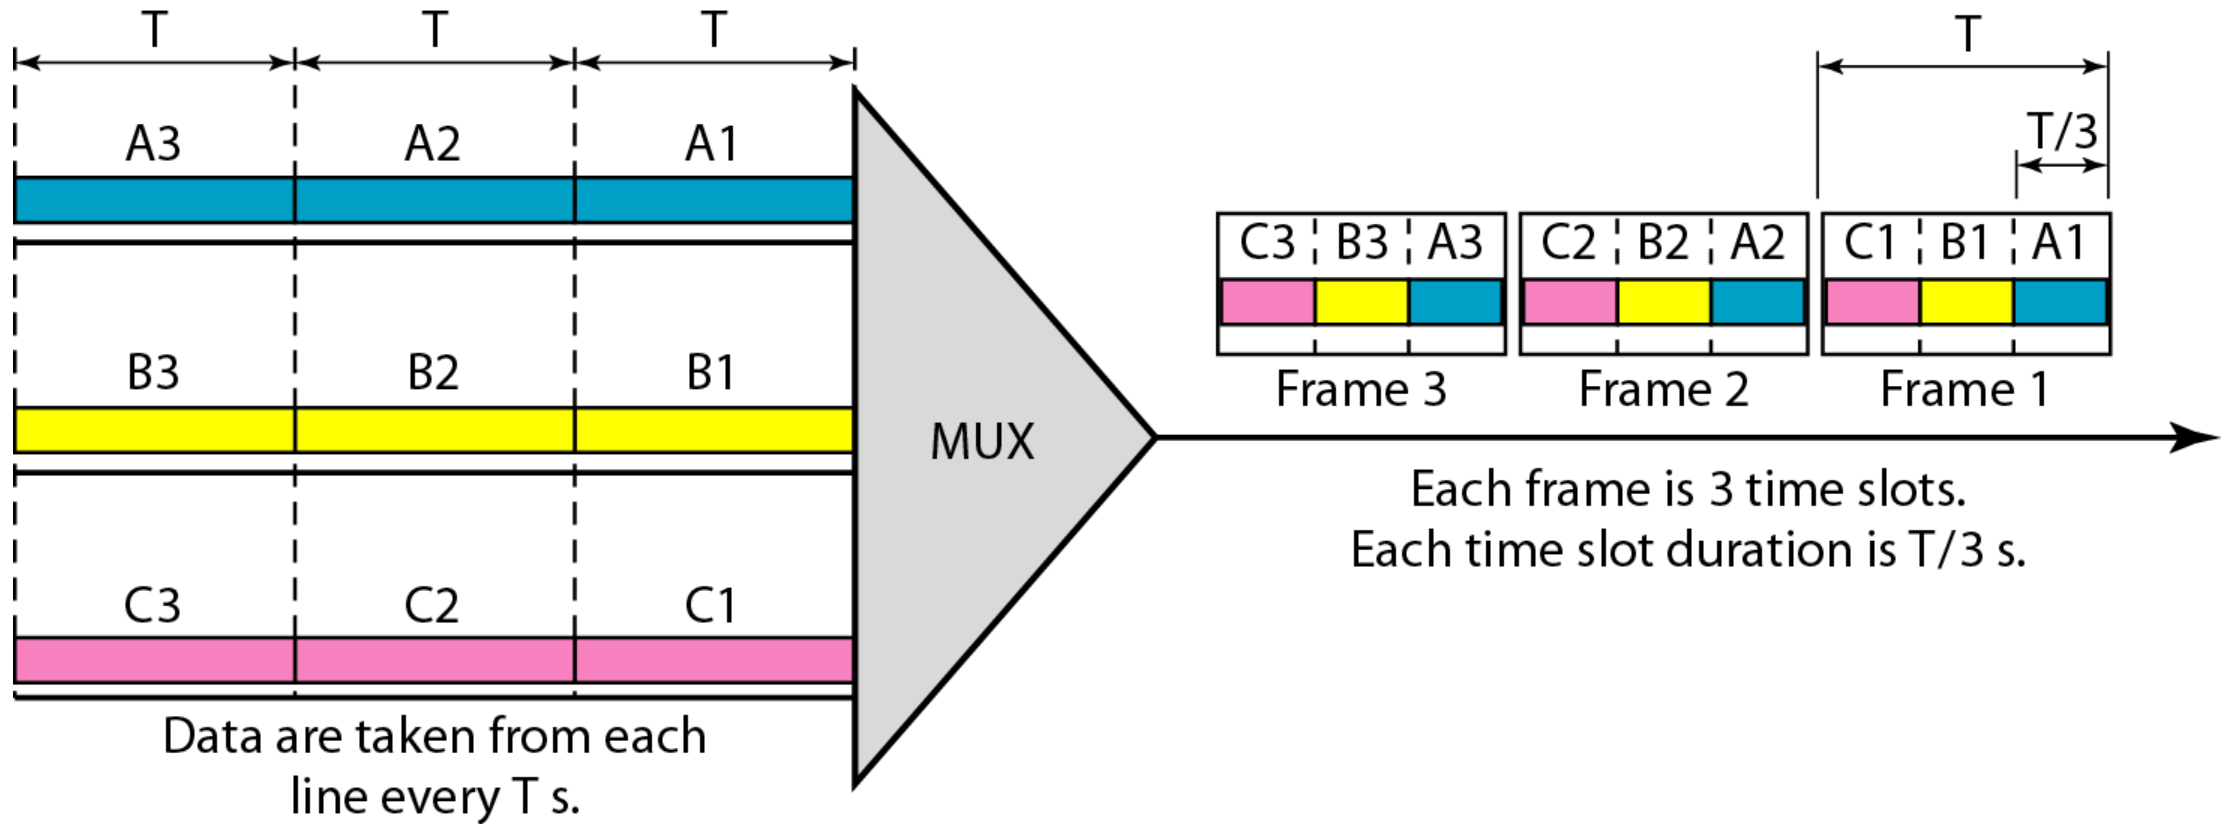 T T T
T
T/3
A3 A2 A1
C3 B3 A3 C2 B2 A2 C1 B1 A1
Frame 3 Frame 2 Frame 1
B3 B2 B1
MUX
Each frame is 3 time slots.
Each time slot duration is T/3 s.
C3 C2 C1
Data are taken from each
line every T s.